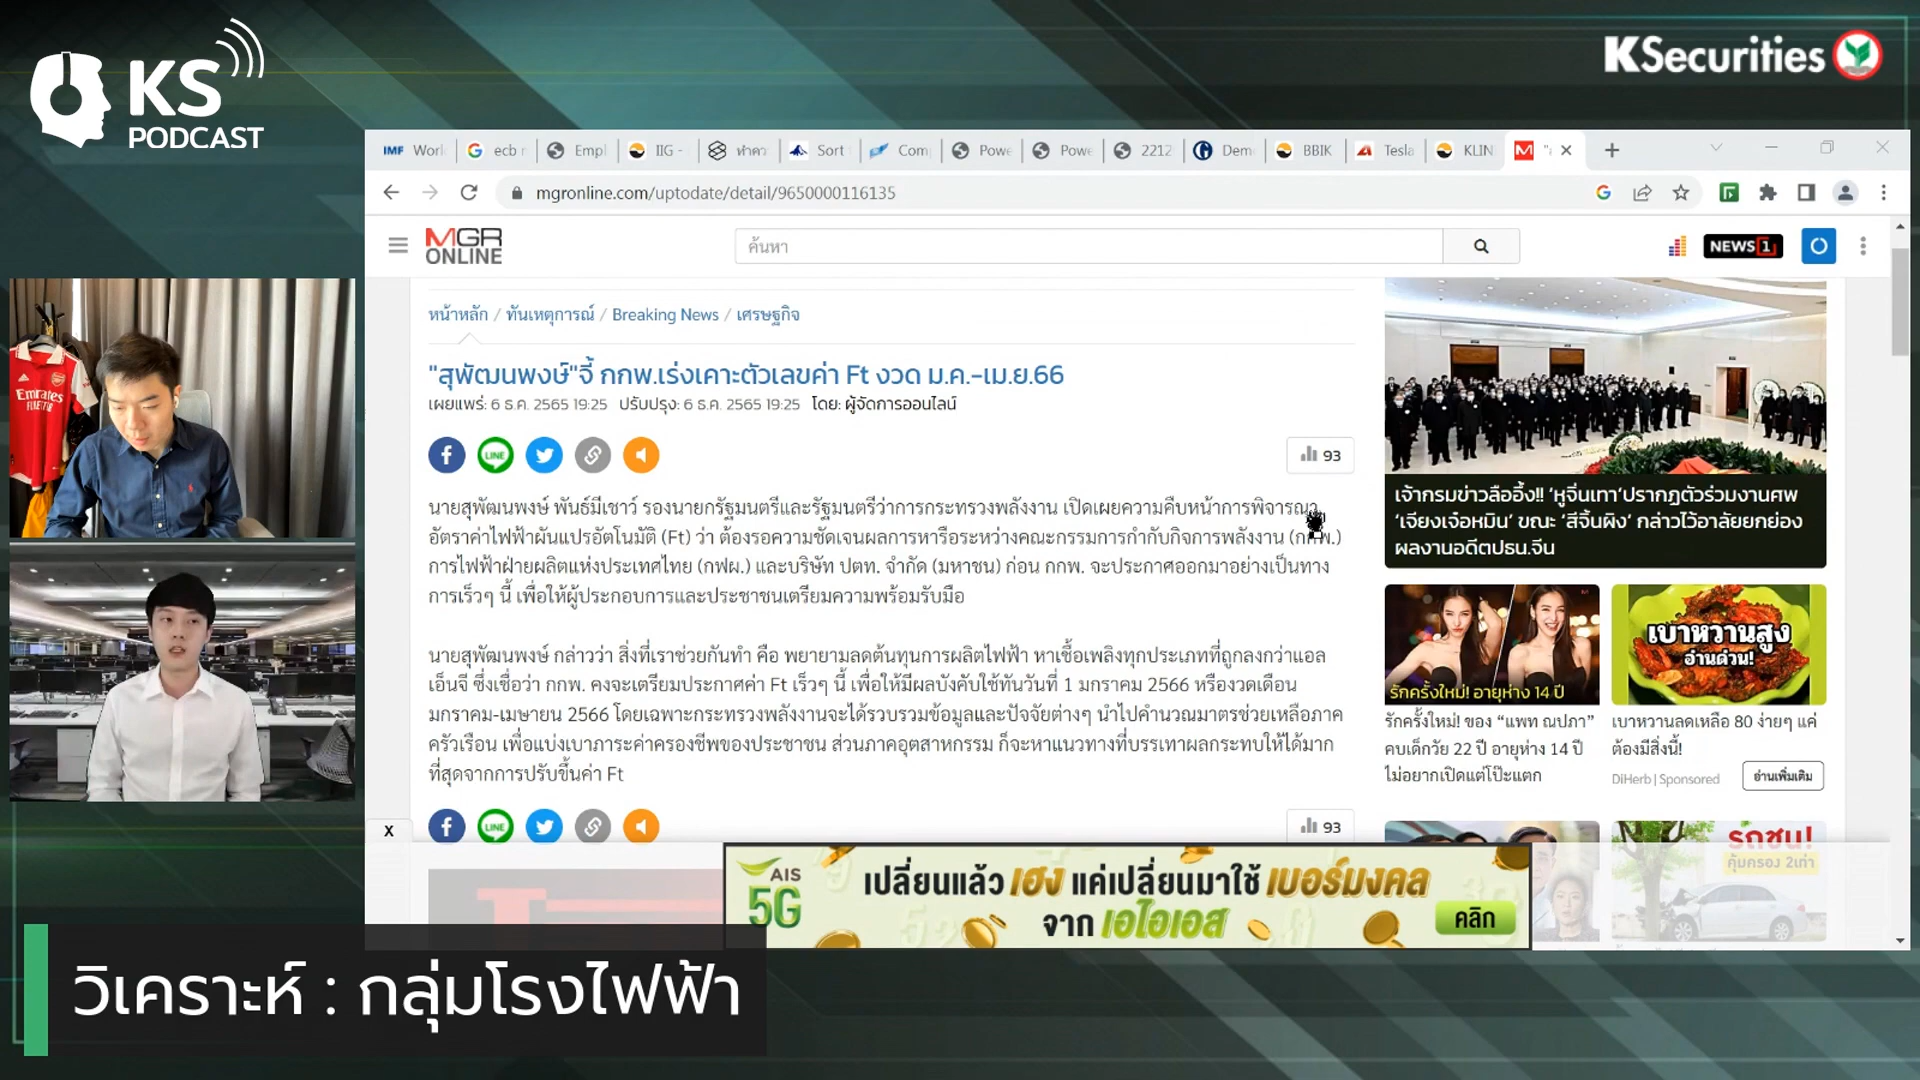 KS
PODCAST
KSecurities
IMF Worl
ecb r
Empl
IIG -
ทำคว
Sort
Com
Powe
Powe
2212
Dem
BBIK
Tesla
KLIN
mgronline.com/uptodate/detail/9650000116135
MGR
ONLINE
ค้นหา
NEWS 1
หน้าหลัก / ทันเหตุการณ์ / Breaking News / เศรษฐกิจ
"สุพัฒนพงษ์"จี้ กกพ.เร่งเคาะตัวเลขค่า Ft งวด ม.ค.-เม.ย.66
เผยแพร่: 6 ธ.ค. 2565 19:25 ปรับปรุง: 6 ธ.ค. 2565 19:25 โดย: ผู้จัดการออนไลน์
LINE
93
นายสุพัฒนพงษ์ พันธ์มีเชาว์ รองนายกรัฐมนตรีและรัฐมนตรีว่าการกระทรวงพลังงาน เปิดเผยความคืบหน้าการพิจารณา
อัตราค่าไฟฟ้าผันแปรอัตโนมัติ (Ft) ว่า ต้องรอความชัดเจนผลการหารือระหว่างคณะกรรมการกำกับกิจการพลังงาน (กกพ.)
การไฟฟ้าฝ่ายผลิตแห่งประเทศไทย (กฟผ.) และบริษัท ปตท. จำกัด (มหาชน) ก่อน กกพ. จะประกาศออกมาอย่างเป็นทาง
การเร็วๆ นี้ เพื่อให้ผู้ประกอบการและประชาชนเตรียมความพร้อมรับมือ
นายสุพัฒนพงษ์ กล่าวว่า สิ่งที่เราช่วยกันทำ คือ พยายามลดต้นทุนการผลิตไฟฟ้า หาเชื้อเพลิงทุกประเภทที่ถูกลงกว่าแอล
เอ็นจี ซึ่งเชื่อว่า กกพ. คงจะเตรียมประกาศค่า Ft เร็วๆ นี้ เพื่อให้มีผลบังคับใช้ทันวันที่ 1 มกราคม 2566 หรืองวดเดือน
มกราคม-เมษายน 2566 โดยเฉพาะกระทรวงพลังงานจะได้รวบรวมข้อมูลและปัจจัยต่างๆ นำไปคำนวณมาตรช่วยเหลือภาค
ครัวเรือน เพื่อแบ่งเบาภาระค่าครองชีพของประชาชน ส่วนภาคอุตสาหกรรม ก็จะหาแนวทางที่บรรเทาผลกระทบให้ได้มาก
ที่สุดจากการปรับขึ้นค่า Ft
LINE
93
เจ้ากรมข่าวลืออึ้ง!! ‘หูจิ่นเทา’ปรากฏตัวร่วมงานศพ
‘เจียงเจ๋อหมิน’ ขณะ ‘สีจิ้นผิง’ กล่าวไว้อาลัยยกย่อง
ผลงานอดีตปธน.จีน
รักครั้งใหม่! อายุห่าง 14 ปี
รักครั้งใหม่! ของ “แพท ณปภา”
คบเด็กวัย 22 ปี อายุห่าง 14 ปี
ไม่อยากเปิดแต่โป๊ะแตก
เบาหวานสูง
อ่านด่วน!
เบาหวานลดเหลือ 80 ง่ายๆ แค่
ต้องมีสิ่งนี้!
DiHerb | Sponsored
อ่านเพิ่มเติม
รถชน!
คุ้มครอง 2เท่า
Emirates
X
AIS
5G
เปลี่ยนแล้ว เฮง แค่เปลี่ยนมาใช้ เบอร์มงคล
จาก เอไอเอส
คลิก
วิเคราะห์ : กลุ่มโรงไฟฟ้า